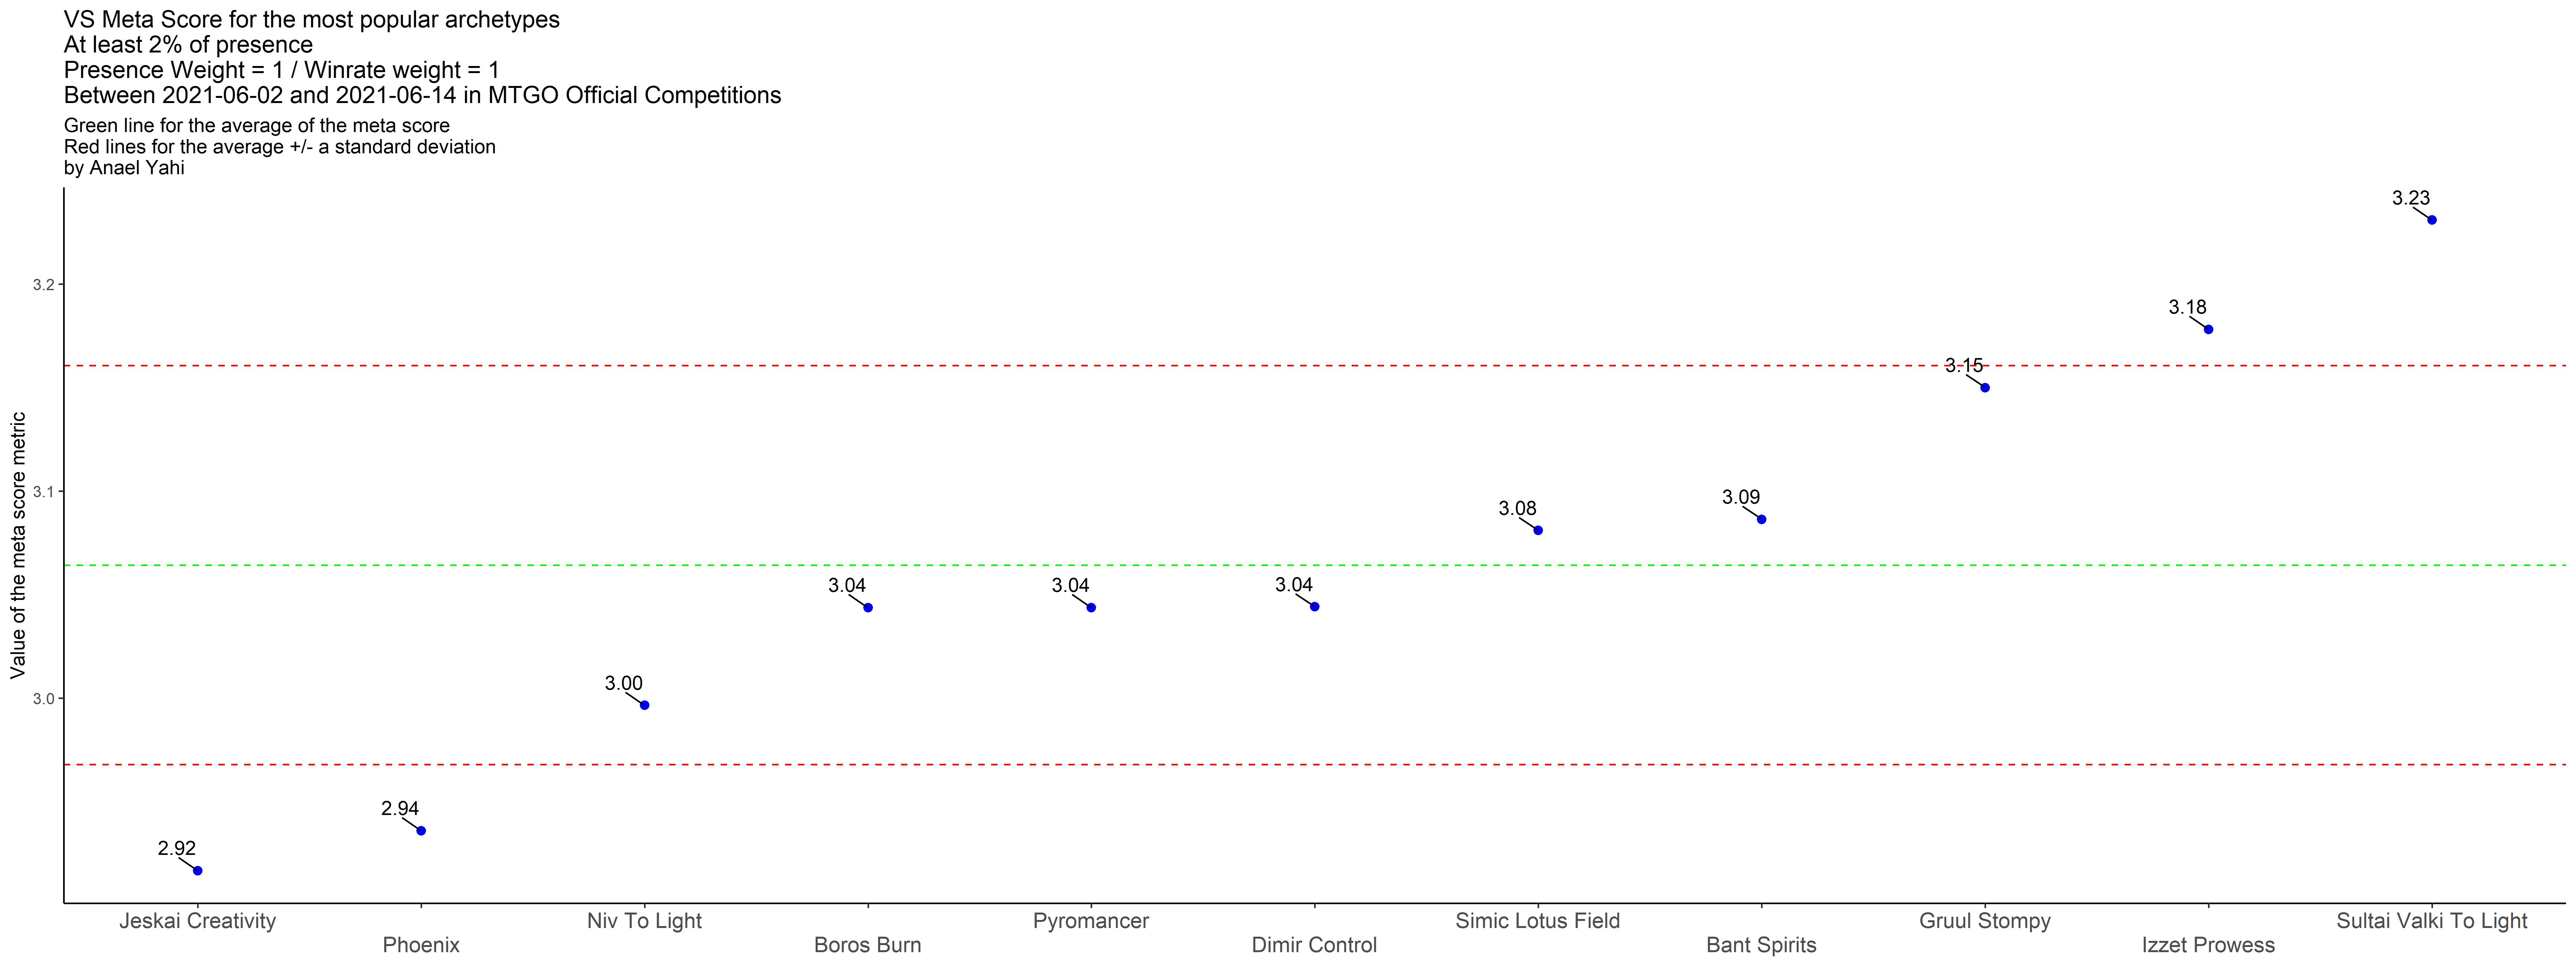 VS Meta Score for the most popular archetypes
At least 2% of presence
Presence Weight = 1 / Winrate weight = 1
Between 2021-06-02 and 2021-06-14 in MTGO Official Competitions
Green line for the average of the meta score
Red lines for the average +/- a standard deviation
by Anael Yahi
Value of the meta score metric
3.2
3.1
3.0
2.92
2.94
3.00
3.04
3.04
3.04
3.08
3.09
3.15
3.18
3.23
Jeskai Creativity
Phoenix
Niv To Light
Boros Burn
Pyromancer
Dimir Control
Simic Lotus Field
Bant Spirits
Gruul Stompy
Izzet Prowess
Sultai Valki To Light